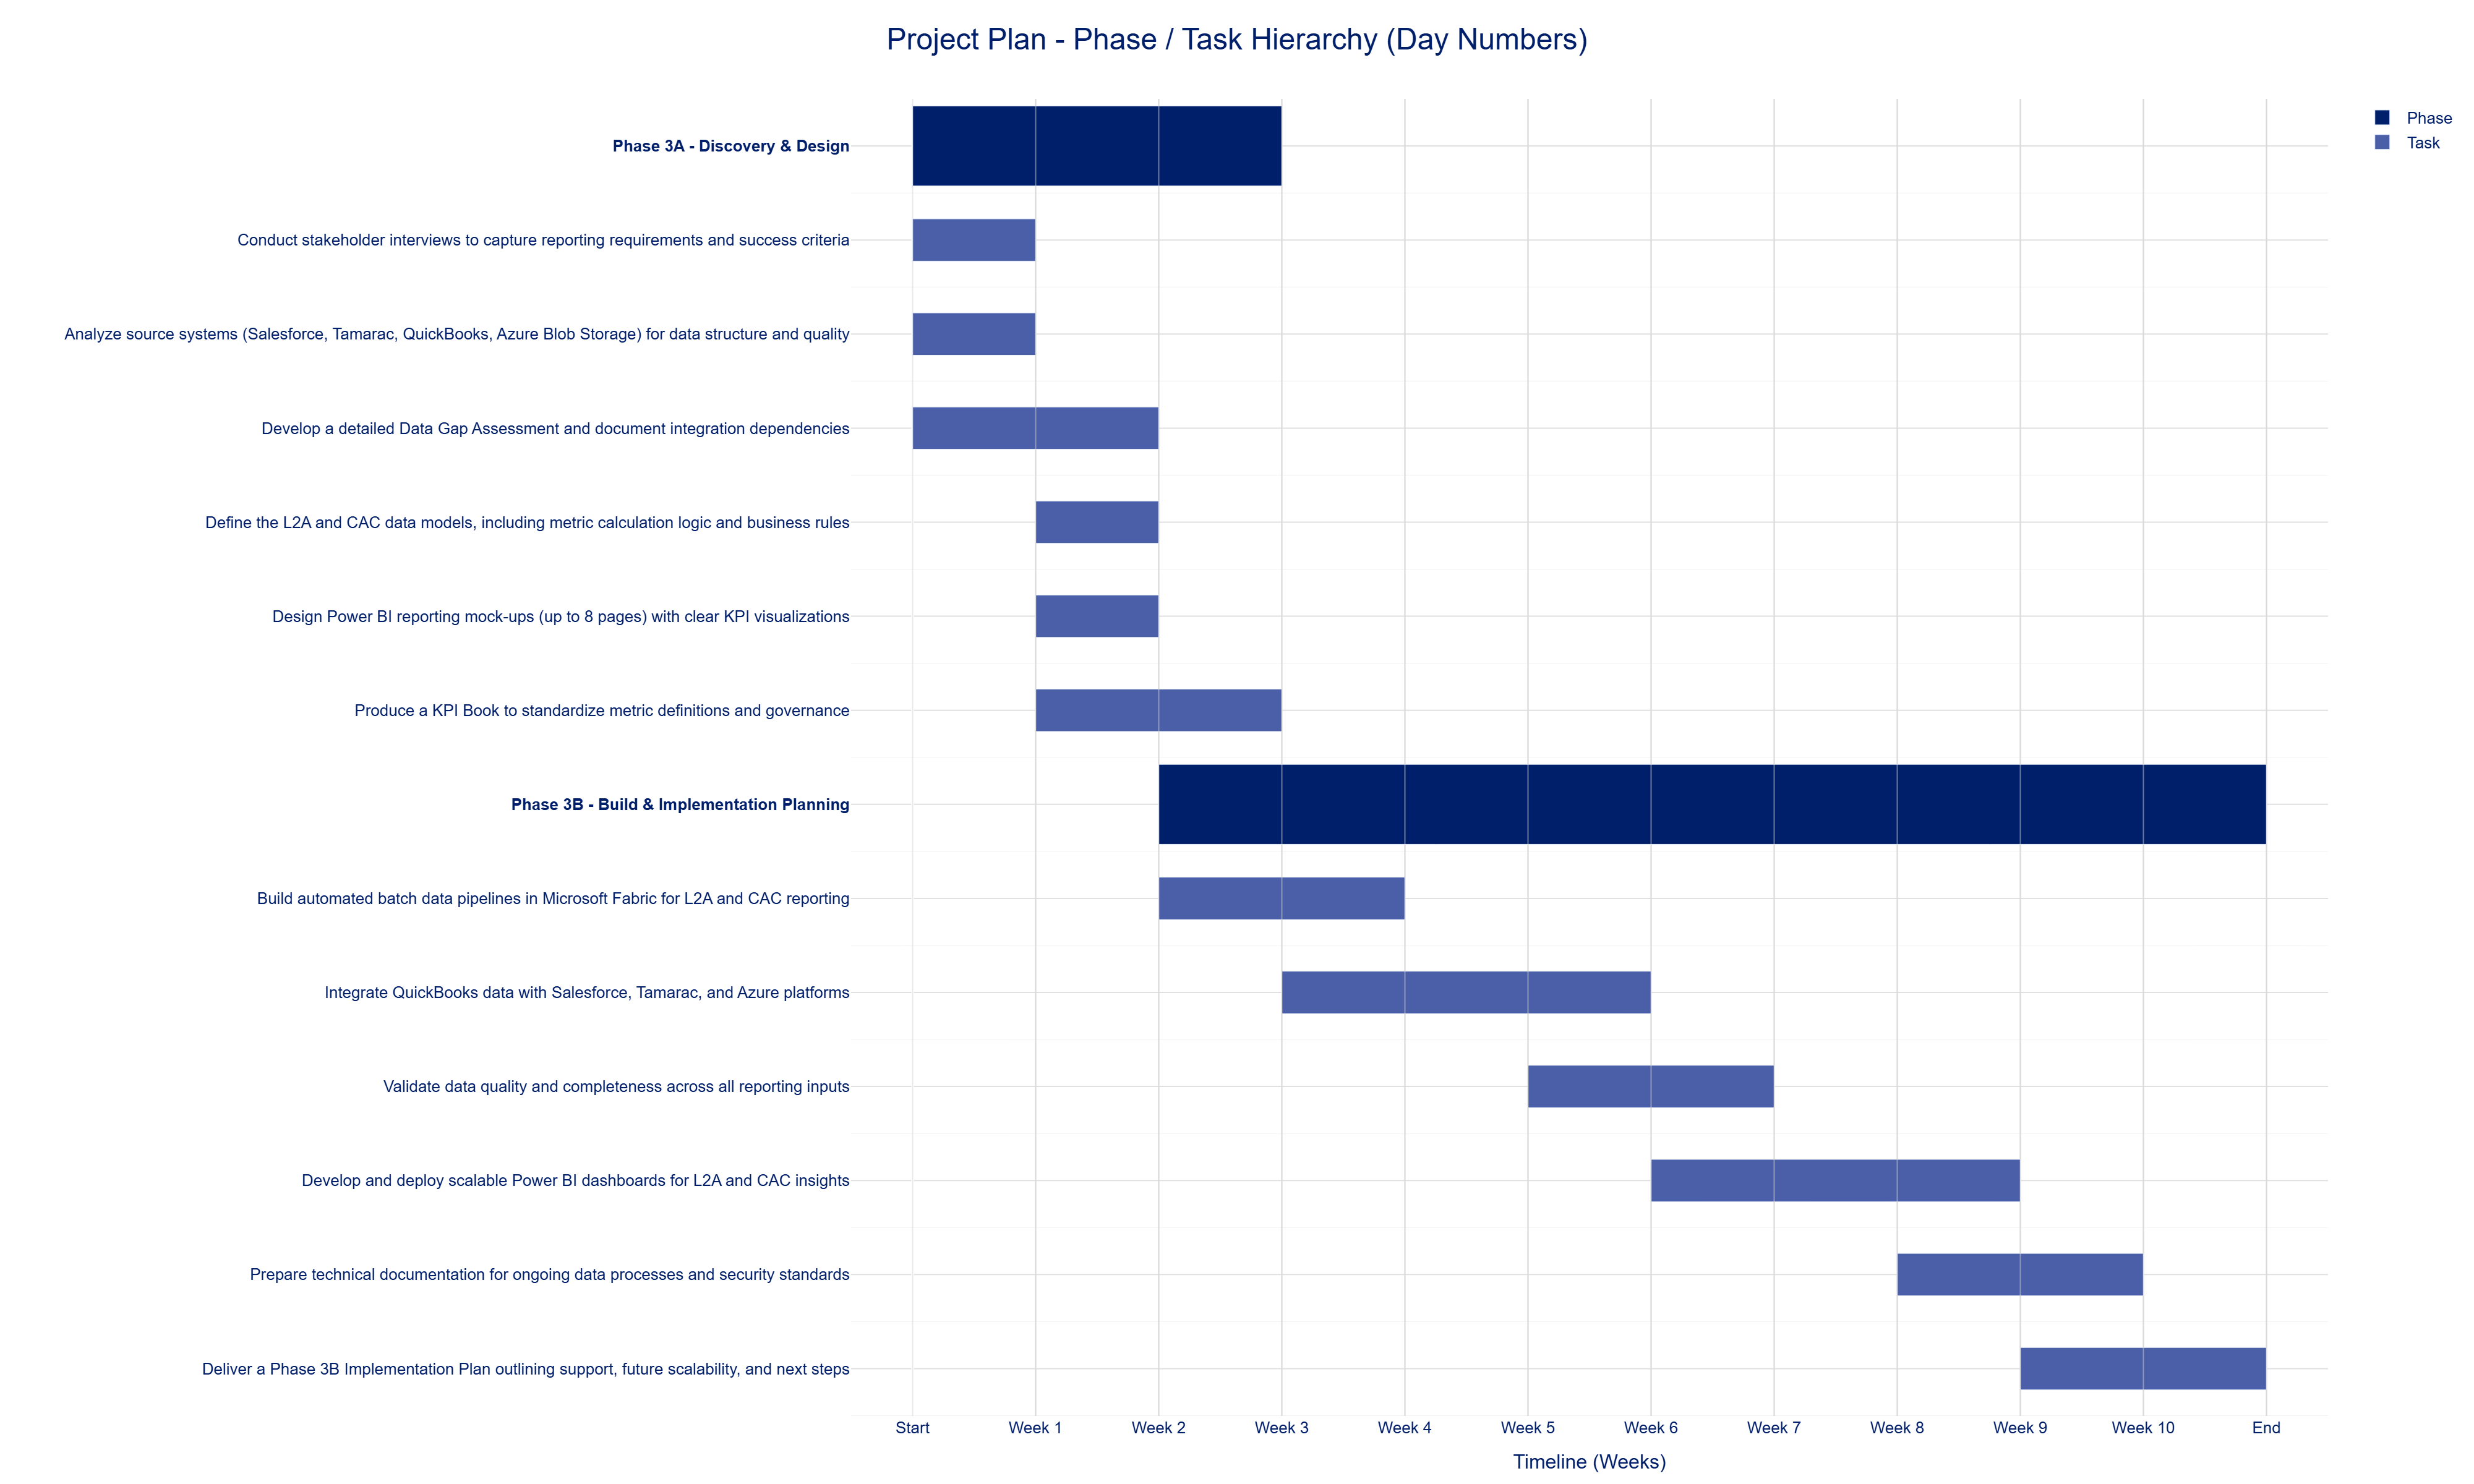 Project Plan - Phase / Task Hierarchy (Day Numbers)
Phase
Task
Phase 3A - Discovery & Design
Conduct stakeholder interviews to capture reporting requirements and success criteria
Analyze source systems (Salesforce, Tamarac, QuickBooks, Azure Blob Storage) for data structure and quality
Develop a detailed Data Gap Assessment and document integration dependencies
Define the L2A and CAC data models, including metric calculation logic and business rules
Design Power BI reporting mock-ups (up to 8 pages) with clear KPI visualizations
Produce a KPI Book to standardize metric definitions and governance
Phase 3B - Build & Implementation Planning
Build automated batch data pipelines in Microsoft Fabric for L2A and CAC reporting
Integrate QuickBooks data with Salesforce, Tamarac, and Azure platforms
Validate data quality and completeness across all reporting inputs
Develop and deploy scalable Power BI dashboards for L2A and CAC insights
Prepare technical documentation for ongoing data processes and security standards
Deliver a Phase 3B Implementation Plan outlining support, future scalability, and next steps
Start Week 1 Week 2 Week 3 Week 4 Week 5 Week 6 Week 7 Week 8 Week 9 Week 10 End
Timeline (Weeks)